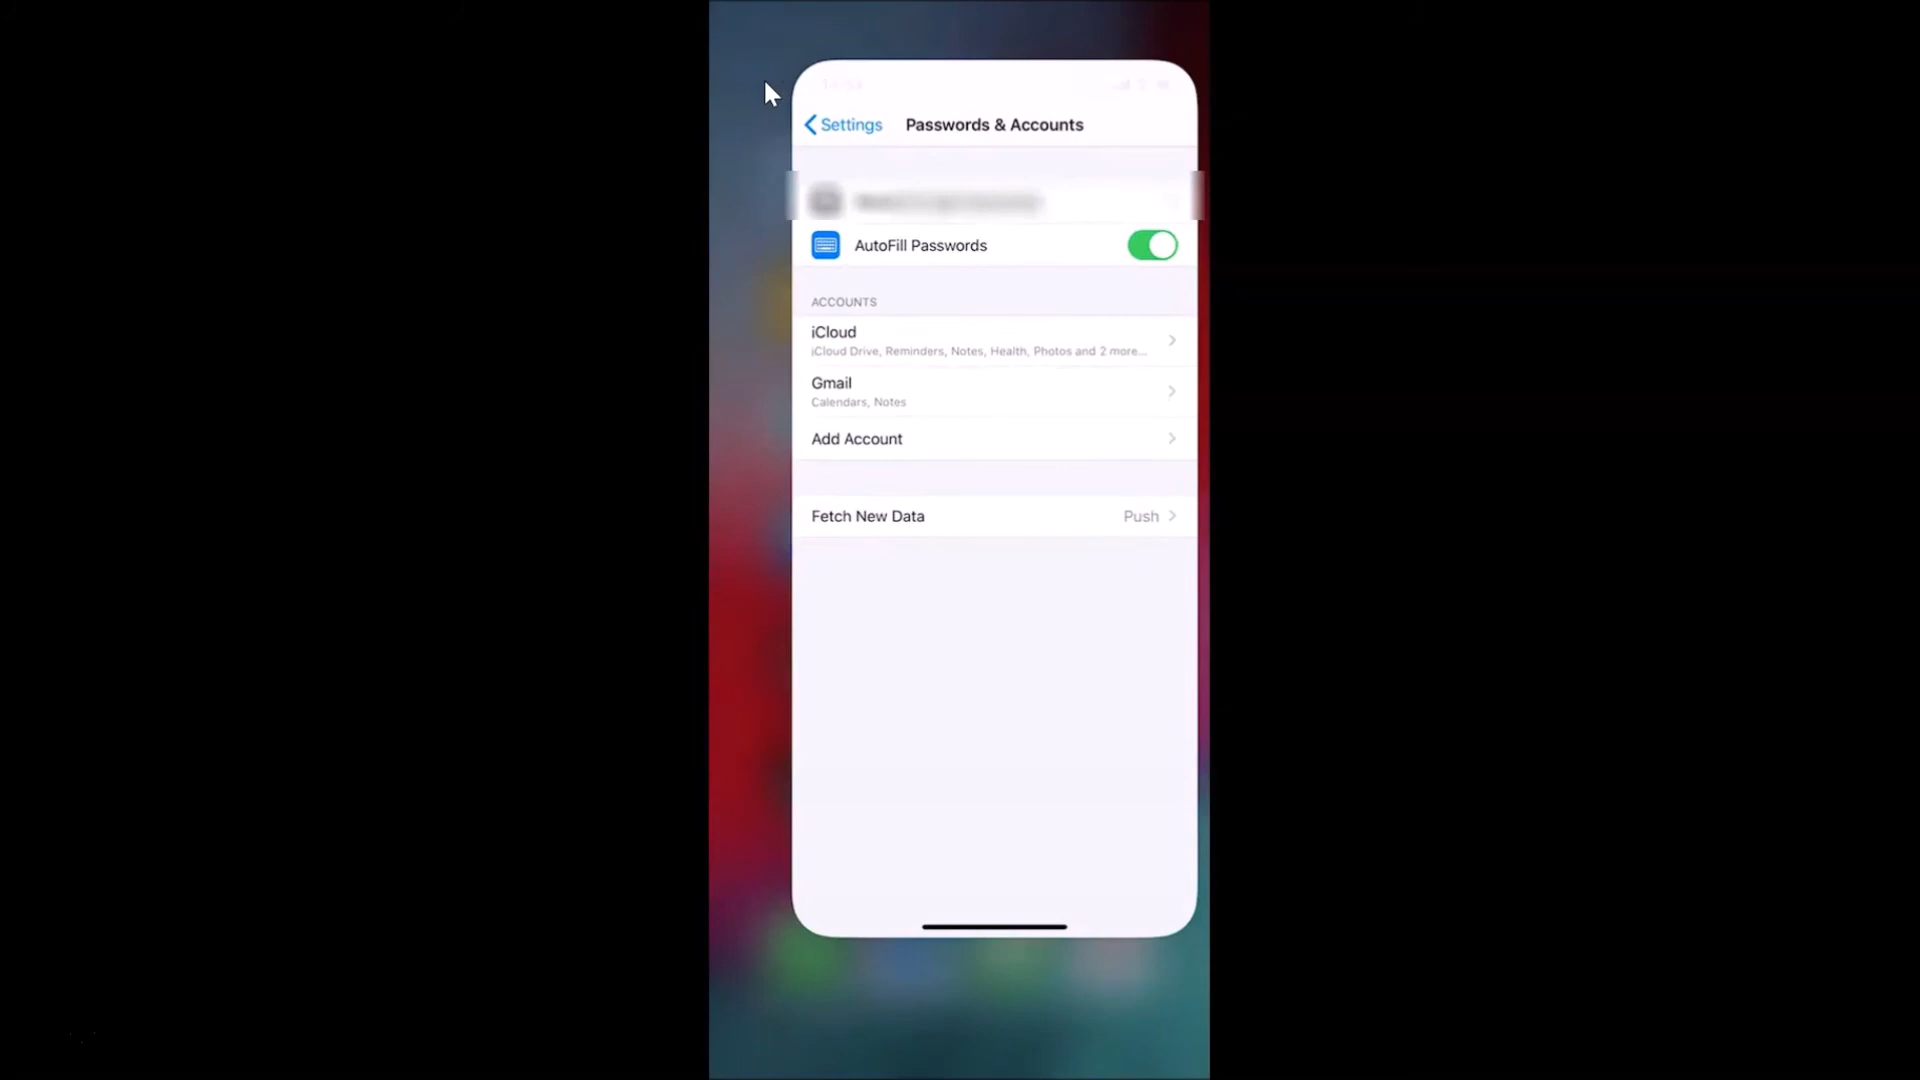 Settings
Passwords & Accounts
AutoFill Passwords
ACCOUNTS
iCloud
iCloud Drive, Reminders, Notes, Health, Photos and 2 more...
Gmail
Calendars, Notes
Add Account
Fetch New Data
Push